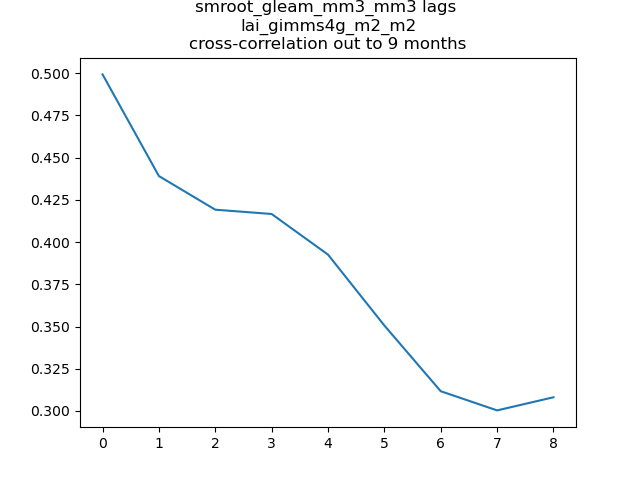 smroot_gleam_mm3_mm3 lags
lai_gimms4g_m2_m2
cross-correlation out to 9 months
0.500
0.475
0.450
0.425
0.400
0.375
0.350
0.325
0.300
0 1 2 3 4 5 6 7 8